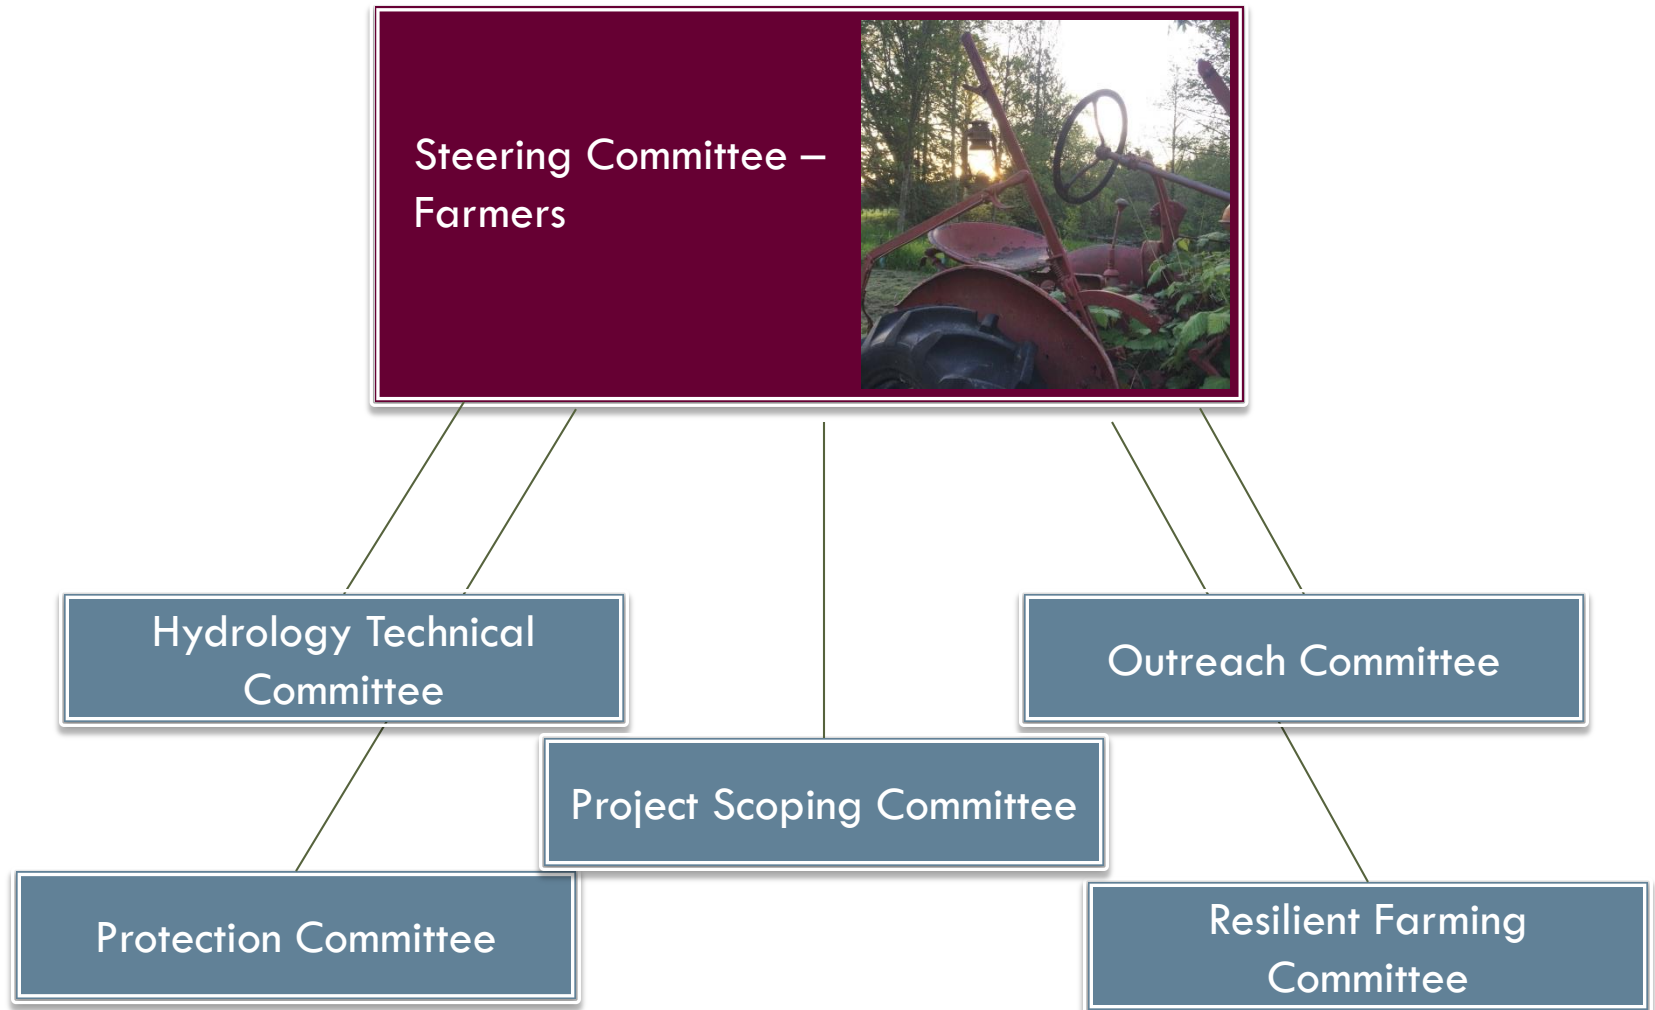 Steering Committee –
Farmers
Hydrology Technical
Committee
Outreach Committee
Project Scoping Committee
Protection Committee
Resilient Farming
Committee